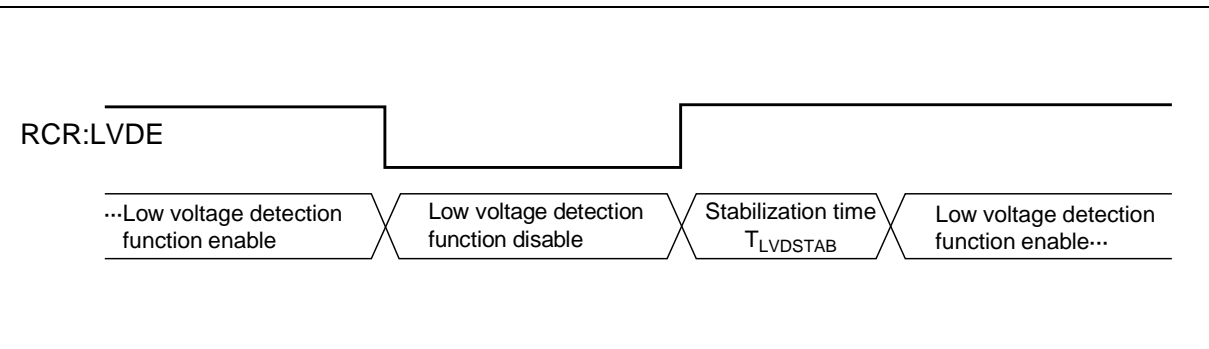 RCR:LVDE
···Low voltage detection
function enable
Low voltage detection
function disable
Stabilization time
TLVDSTAB
Low voltage detection
function enable···